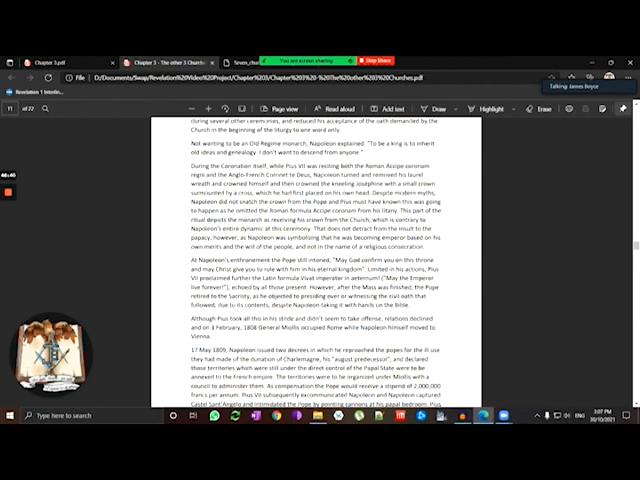 Chapter 3.pdf
Chapter 3 - The other 3 Church
Seven_chu
You are screen sharing
Stop Share
File
D:/Documents/Swap/Revelation%20Video%20Project/Chapter%203/Chapter%203%20-%20The%20other%203%20Churches.pdf
Talking: James Boyce
Revelation 1 Interlin...
11 of 22
Page view
Read aloud
Add text
Draw
Highlight
Erase
during several other ceremonies, and reduced his acceptance of the oath demanded by the
Church in the beginning of the liturgy to one word only
Not wanting to be an Old Regime monarch, Napoleon explained "To be a king is to inherit
old ideas and genealogy. I don't want to descend from anyone."
During the Coronation itself, while Pius VII was reciting both the Roman Accipe coronam
regni and the Anglo-French Coronet te Deus, Napoleon turned and removed his laurel
wreath and crowned himself and then crowned the kneeling Joséphine with a small crown
surmounted by a cross, which he had first placed on his own head. Despite modern myths,
Napoleon did not snatch the crown from the Pope and Pius must have known this was going
to happen as he omitted the Roman formula Accipe coronam from his litany. This part of the
ritual depicts the monarch as receiving his crown from the Church, which is contrary to
Napoleon's entire dynamic at this ceremony. That does not detract from the insult to the
papacy, however, as Napoleon was symbolizing that he was becoming emperor based on his
own merits and the will of the people, and not in the name of a religious consecration.
At Napoleon's enthronement the Pope still intoned, "May God confirm you on this throne
and may Christ give you to rule with him in his eternal kingdom". Limited in his actions, Pius
VII proclaimed further the Latin formula Vivat imperator in aeternum! ("May the Emperor
live forever!"), echoed by all those present. However, after the Mass was finished, the Pope
retired to the Sacristy, as he objected to presiding over or witnessing the civil oath that
followed, due to its contents, despite Napoleon taking it with hands on the Bible.
Although Pius took all this in his stride and didn't seem to take offense, relations declined
and on 3 February, 1808 General Miollis occupied Rome while Napoleon himself moved to
Vienna.
17 May 1809, Napoleon issued two decrees in which he reproached the popes for the ill use
they had made of the donation of Charlemagne, his "august predecessor", and declared
those territories which were still under the direct control of the Papal State were to be
annexed to the French empire. The territories were to be organized under Miollis with a
council to administer them. As compensation the Pope would receive a stipend of 2,000,000
francs per annum. Pius VII subsequently excommunicated Napoleon and Napoleon captured
Castel Sant'Angelo and intimidated the Pope by pointing cannons at his papal bedroom. Pius
Type here to search
ENG
3:07 PM
30/10/2021